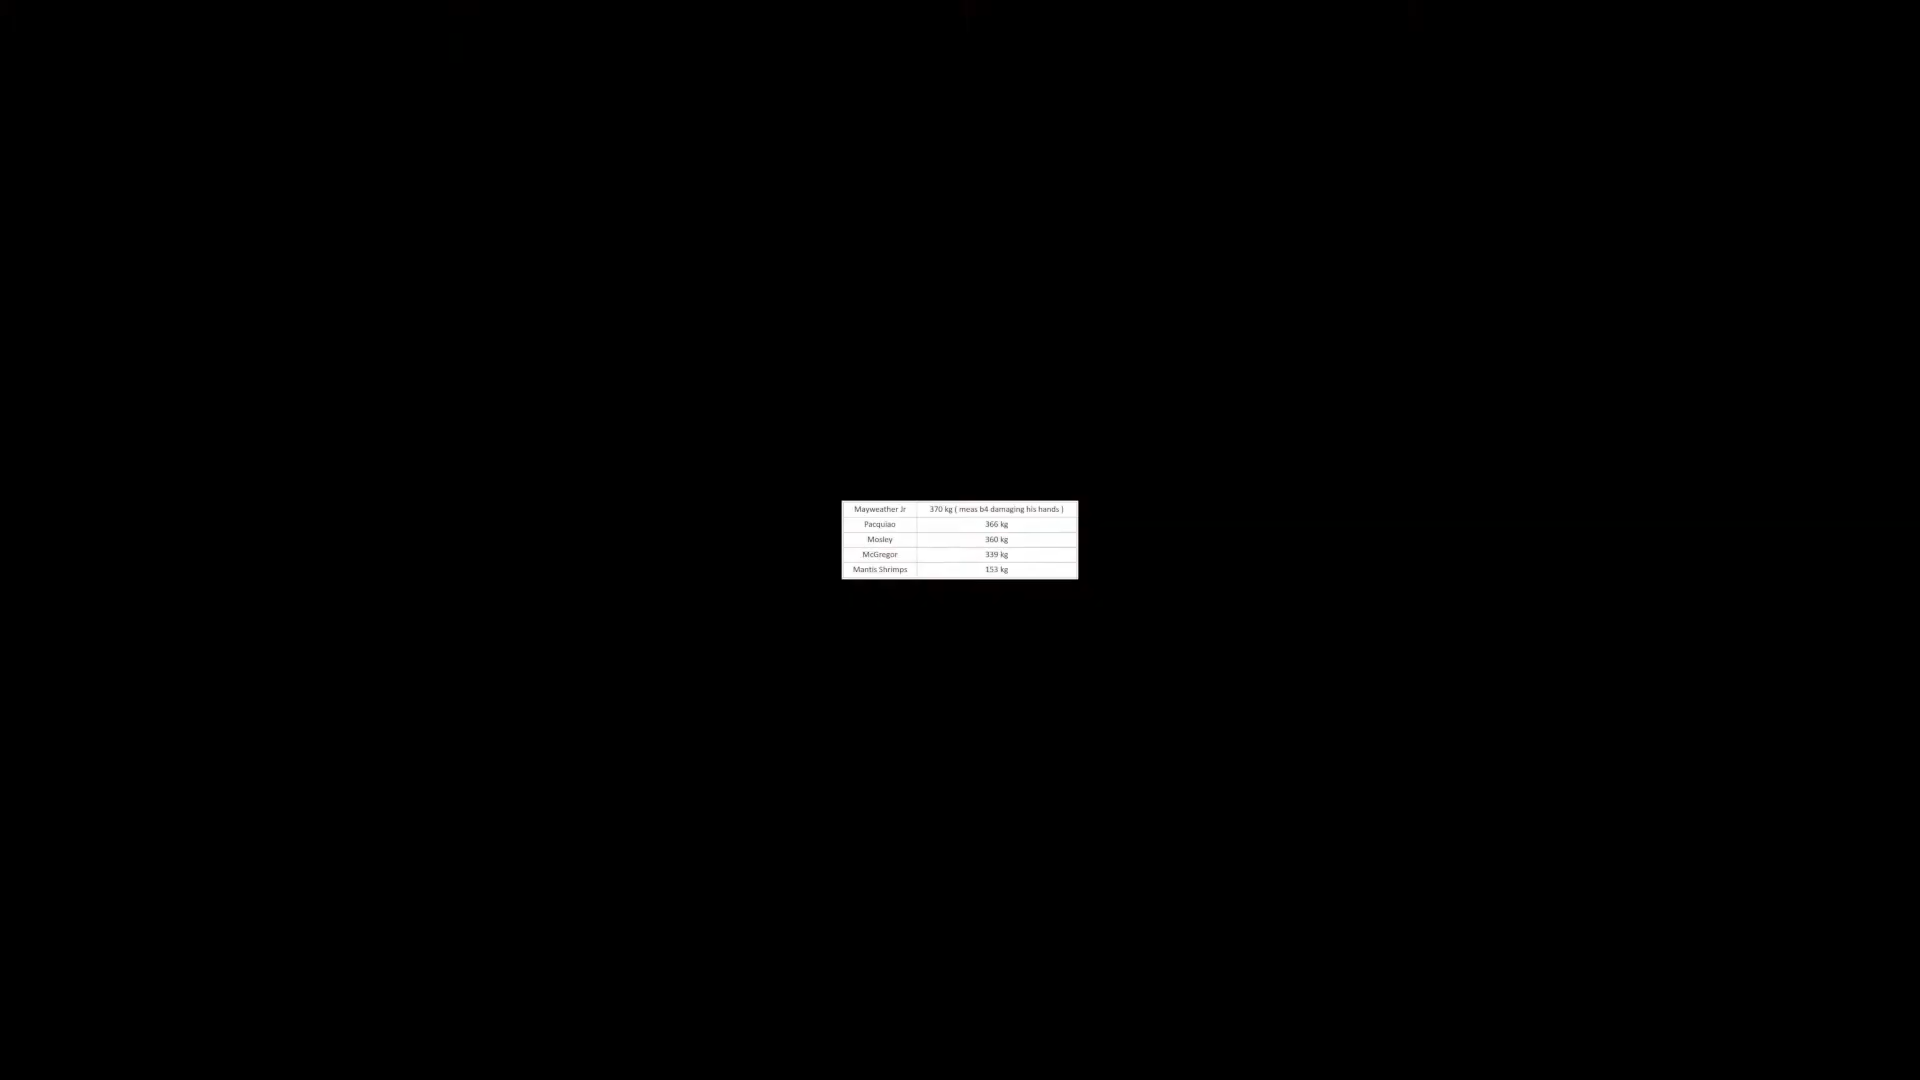 Mayweather Jr 370 kg ( meas b4 damaging his hands )
Pacquiao 366 kg
Mosley 360 kg
McGregor 339 kg
Mantis Shrimps 153 kg